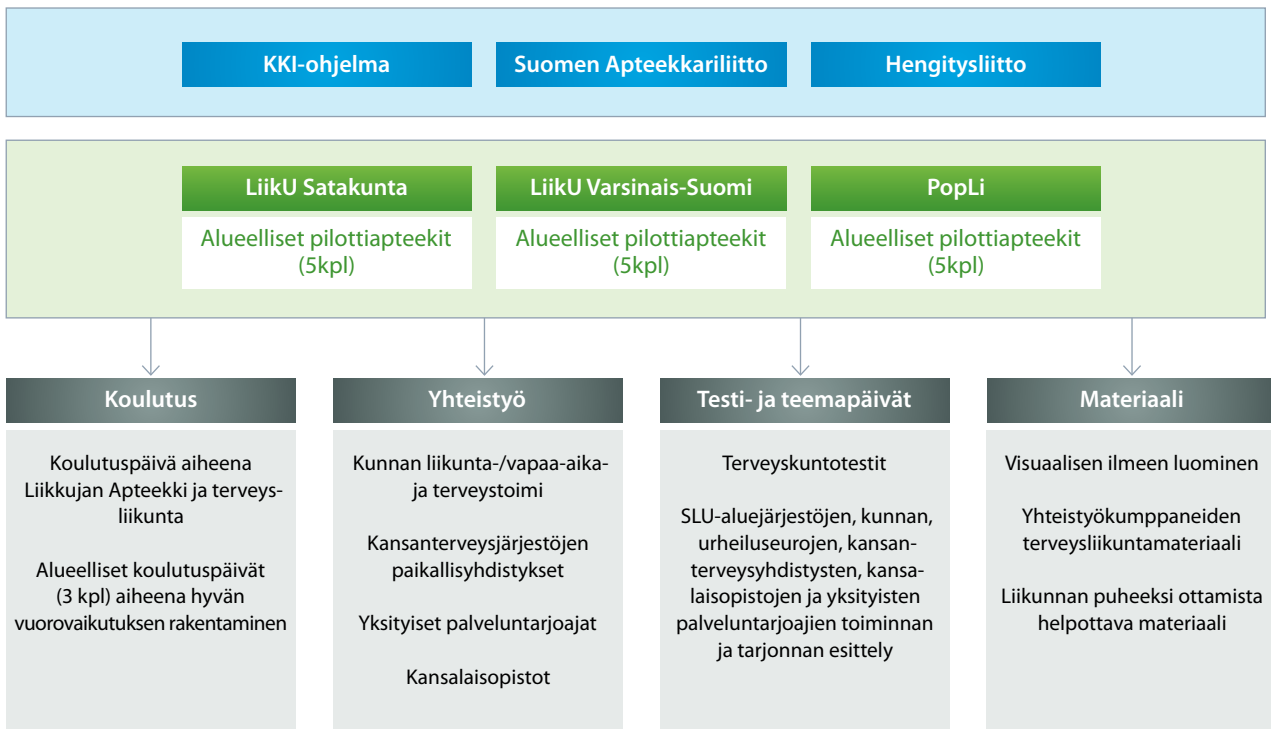 KKI-ohjelma
Suomen Apteekkariliitto
Hengitysliitto
LiikU Satakunta
Alueelliset pilottiapteekit
(5kpl)
LiikU Varsinais-Suomi
Alueelliset pilottiapteekit
(5kpl)
PopLi
Alueelliset pilottiapteekit
(5kpl)
Koulutus
Koulutuspäivä aiheena
Liikkujan Apteekki ja terveys-
liikunta
Alueelliset koulutuspäivät
(3 kpl) aiheena hyvän
vuorovaikutuksen rakentaminen
Yhteistyö
Kunnan liikunta-/vapaa-aika-
ja terveystoimi
Kansanterveysjärjestöjen
paikallisyhdistykset
Yksityiset palveluntarjoajat
Kansalaisopistot
Testi- ja teemapäivät
Terveyskuntotestit
SLU-aluejärjestöjen, kunnan,
urheiluseurojen, kansan-
terveysyhdistysten, kansa-
laisopistojen ja yksityisten
palveluntarjoajien toiminnan
ja tarjonnan esittely
Materiaali
Visuaalisen ilmeen luominen
Yhteistyökumppaneiden
terveysliikuntamateriaali
Liikunnan puheeksi ottamista
helpottava materiaali